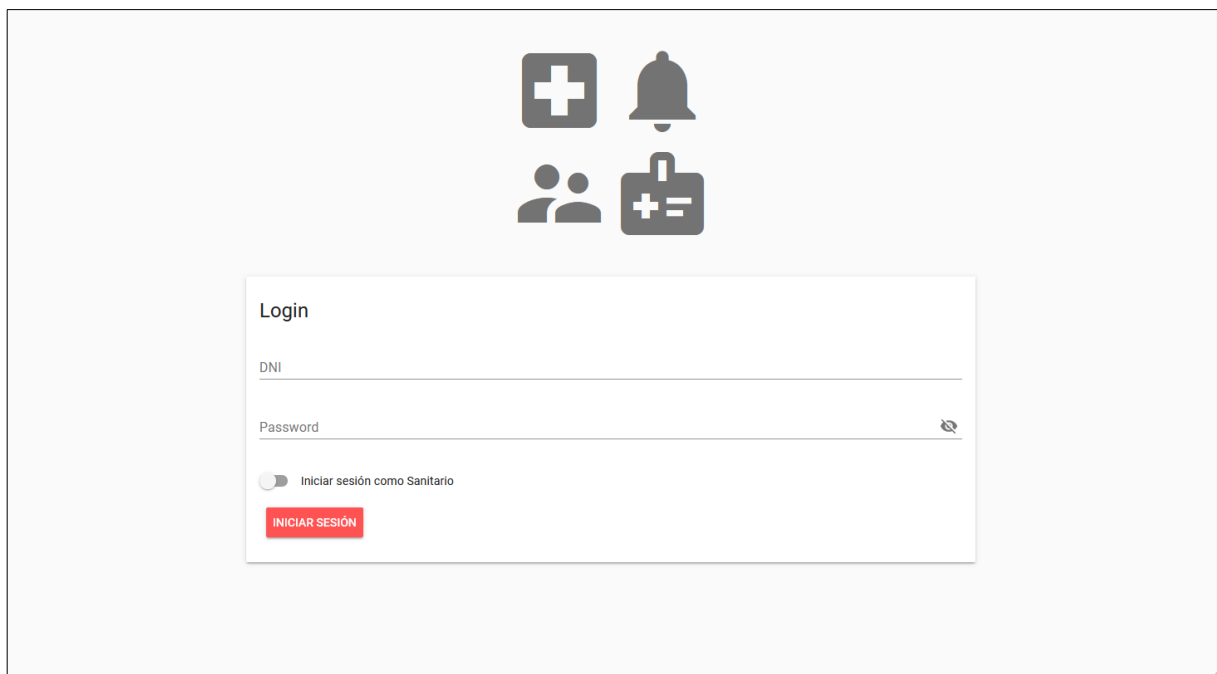 Login
DNI
Password
Iniciar sesión como Sanitario
INICIAR SESIÓN